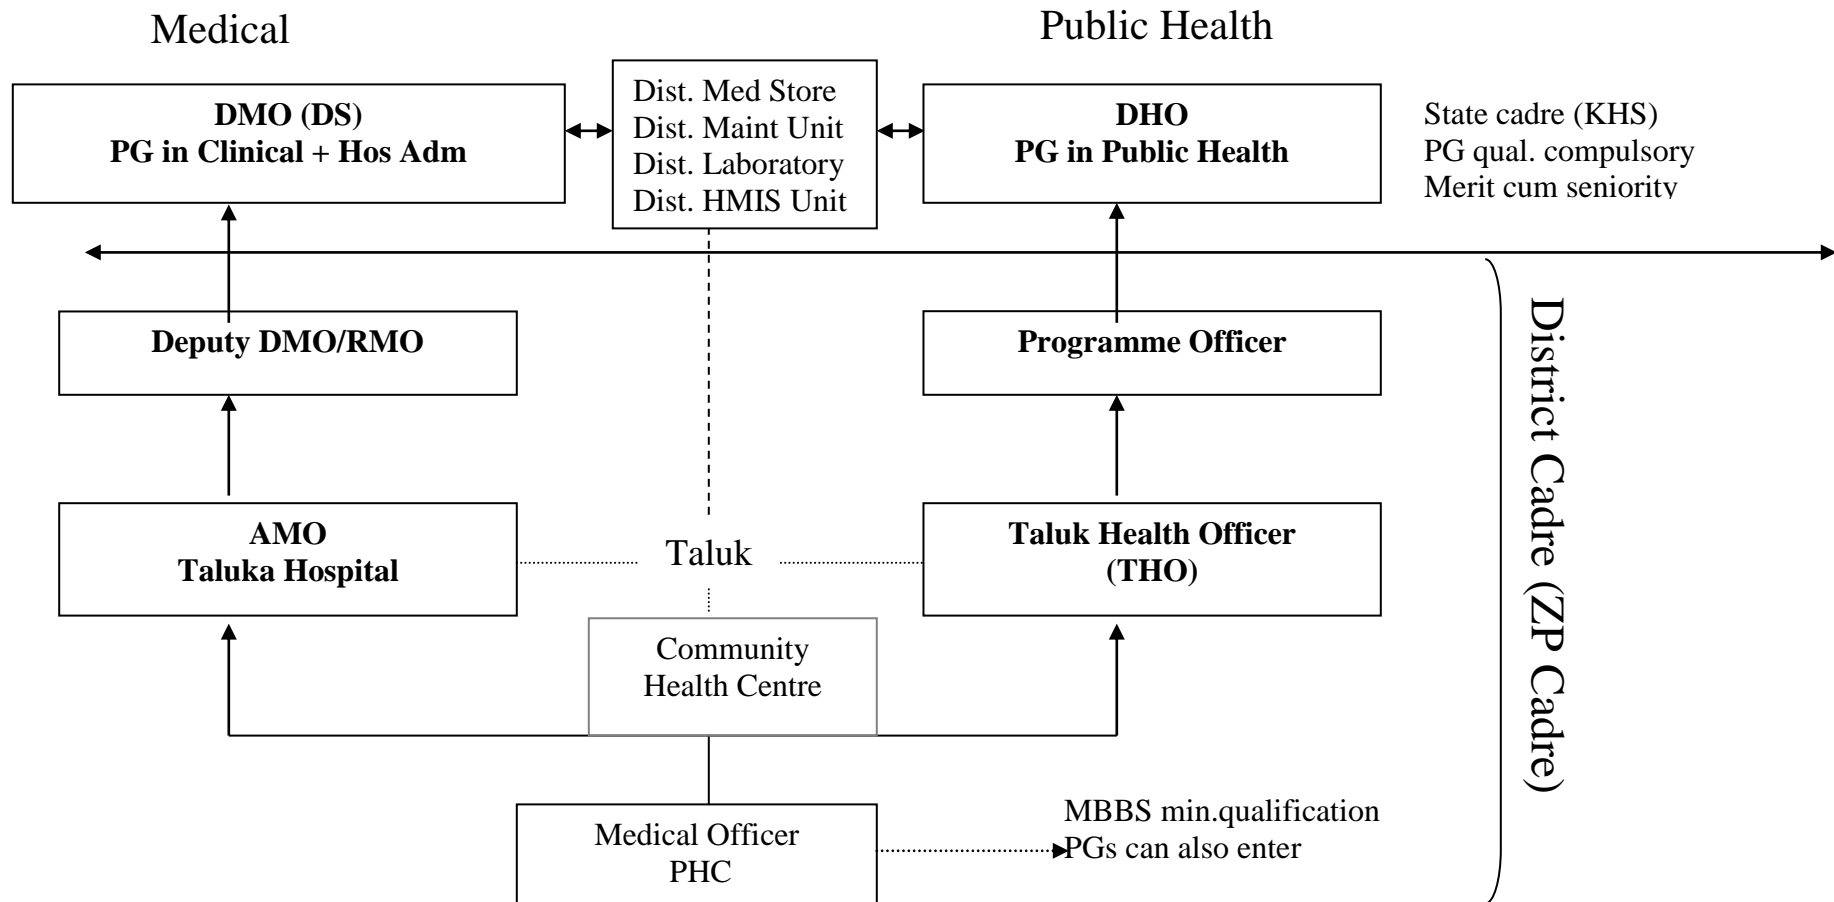 Medical
Public Health
DMO (DS)
PG in Clinical + Hos Adm
Dist. Med Store
Dist. Maint Unit
Dist. Laboratory
Dist. HMIS Unit
DHO
PG in Public Health
State cadre (KHS)
PG qual. compulsory
Merit cum seniority
Deputy DMO/RMO
Programme Officer
AMO
Taluka Hospital
Taluk
Taluk Health Officer
(THO)
Community
Health Centre
Medical Officer
PHC
MBBS min.qualification
PGs can also enter
District Cadre (ZP Cadre)